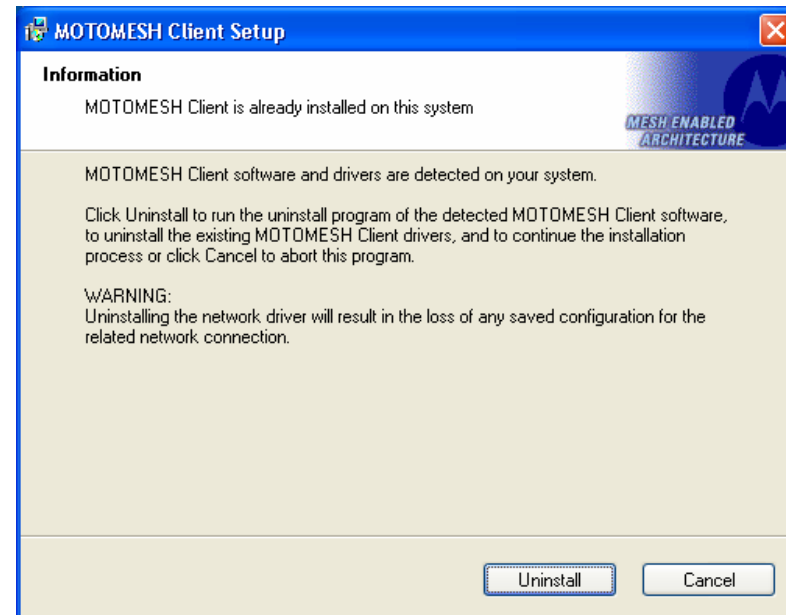 MOTOMESH Client Setup
Information
MOTOMESH Client is already installed on this system
MESH ENABLED
ARCHITECTURE
MOTOMESH Client software and drivers are detected on your system.
Click Uninstall to run the uninstall program of the detected MOTOMESH Client software,
to uninstall the existing MOTOMESH Client drivers, and to continue the installation
process or click Cancel to abort this program.
WARNING:
Uninstalling the network driver will result in the loss of any saved configuration for the
related network connection.
Uninstall
Cancel